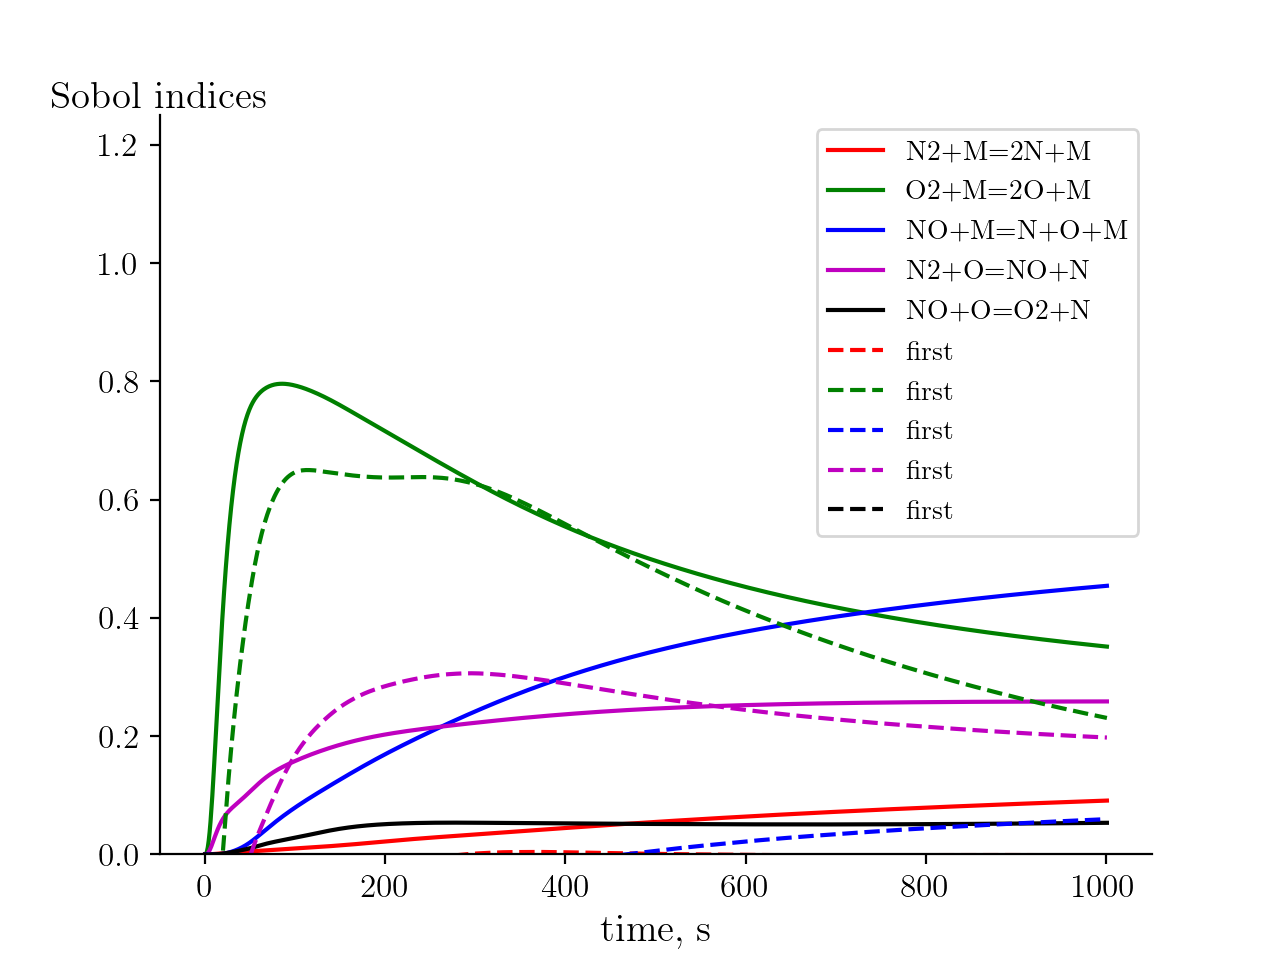 Sobol indices
1.2
1.0
0.8
0.6
0.4
0.2
0.0
0 200 400 600 800 1000
time, s
N2+M=2N+M
O2+M=2O+M
NO+M=N+O+M
N2+O=NO+N
NO+O=O2+N
first
first
first
first
first